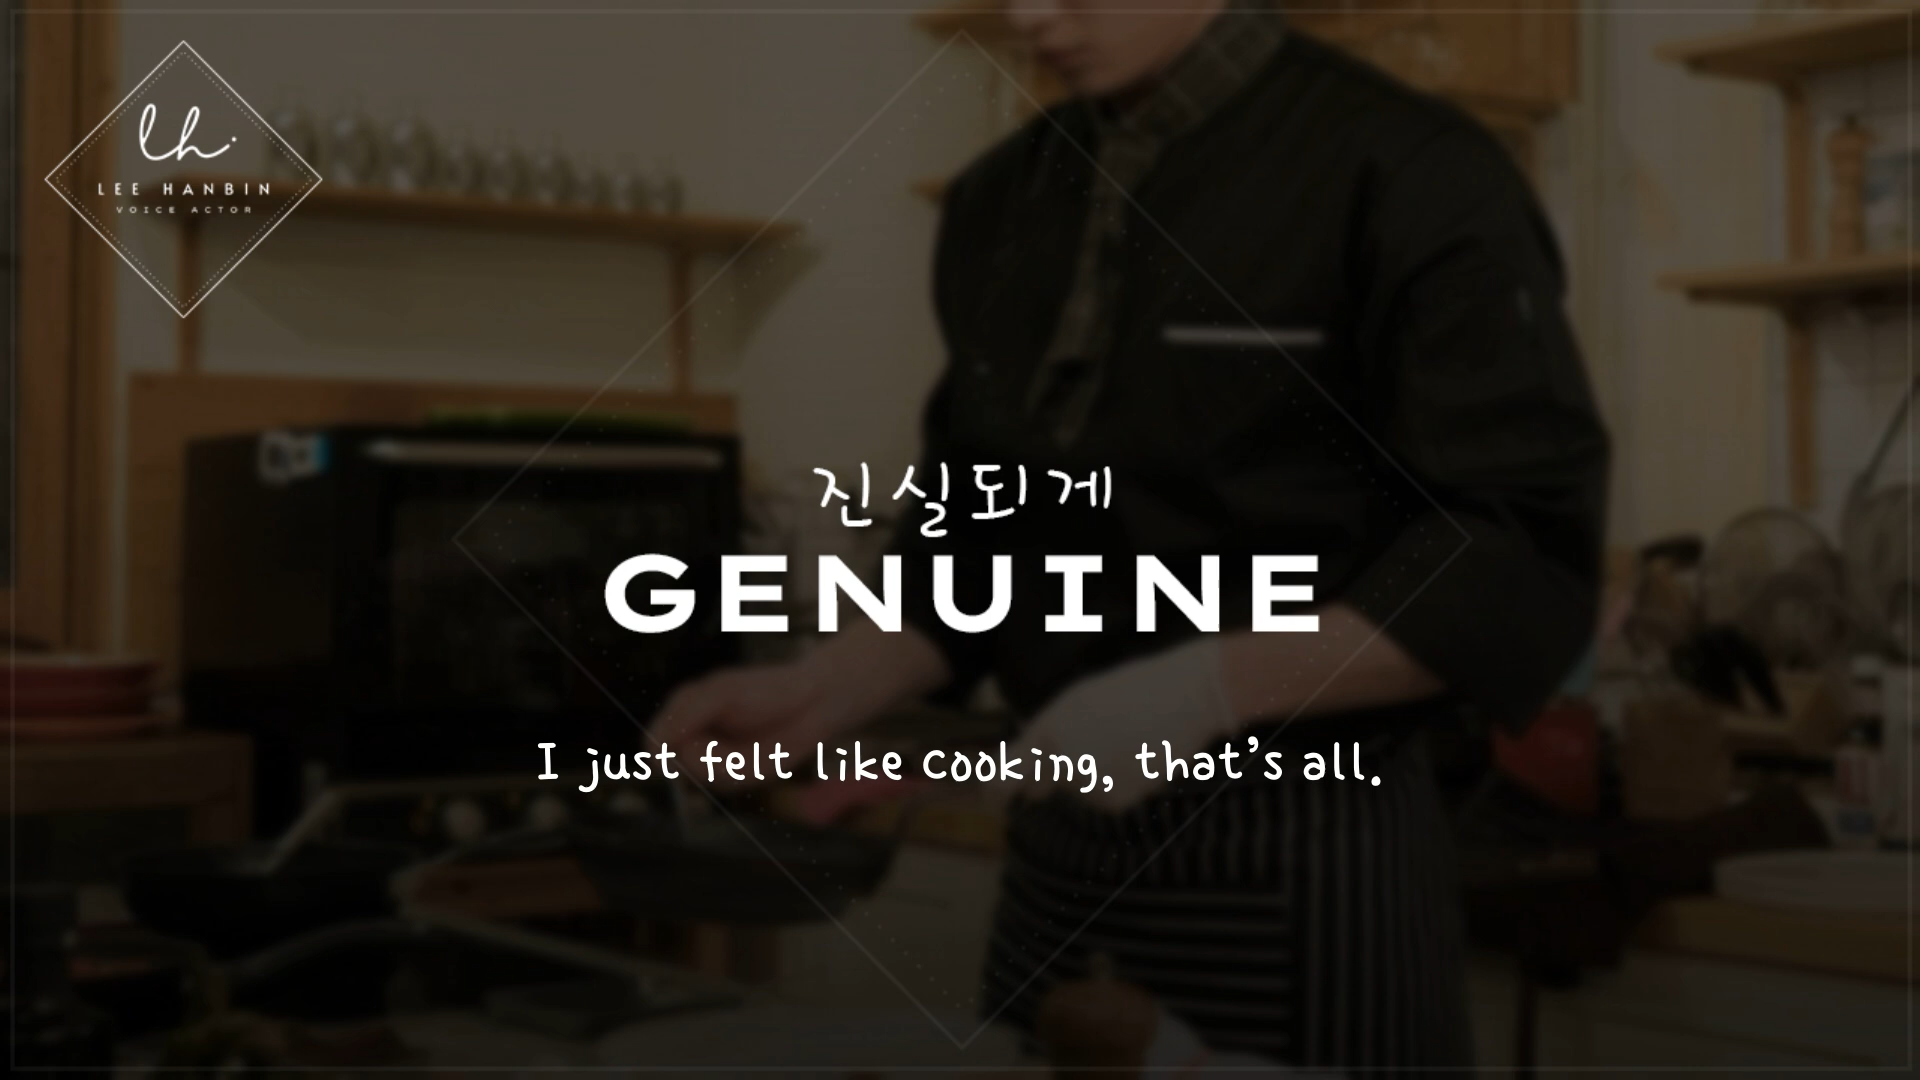 lh.
LEE HANBIN
VOICE ACTOR
진실되게
GENUINE
I just felt like cooking, that's all.